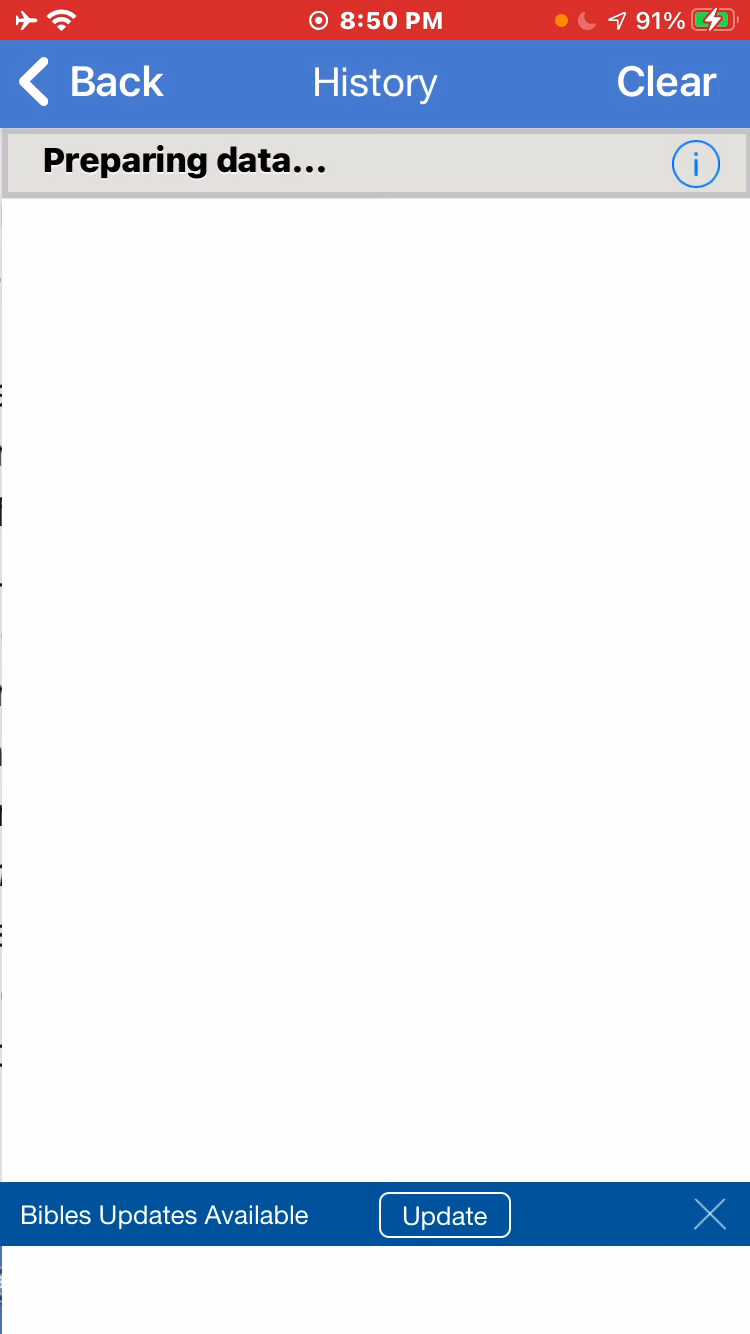 8:50 PM
91%
Back
History
Clear
Preparing data...
Bibles Updates Available
Update